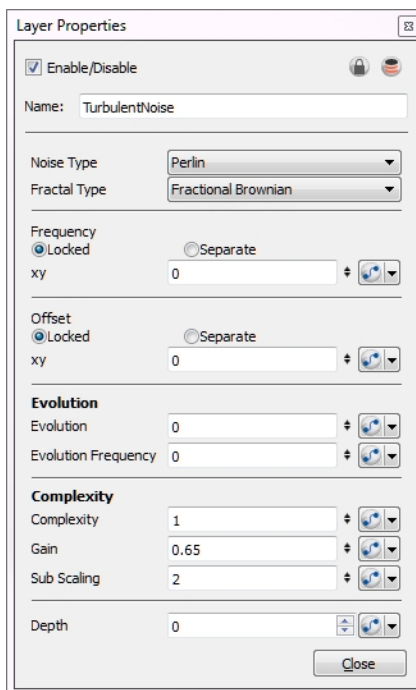 Layer Properties
Enable/Disable
Name: TurbulentNoise
Noise Type Perlin
Fractal Type Fractional Brownian
Frequency
Locked Separate
xy 0
Offset
Locked Separate
xy 0
Evolution
Evolution 0
Evolution Frequency 0
Complexity
Complexity 1
Gain 0.65
Sub Scaling 2
Depth 0
Close